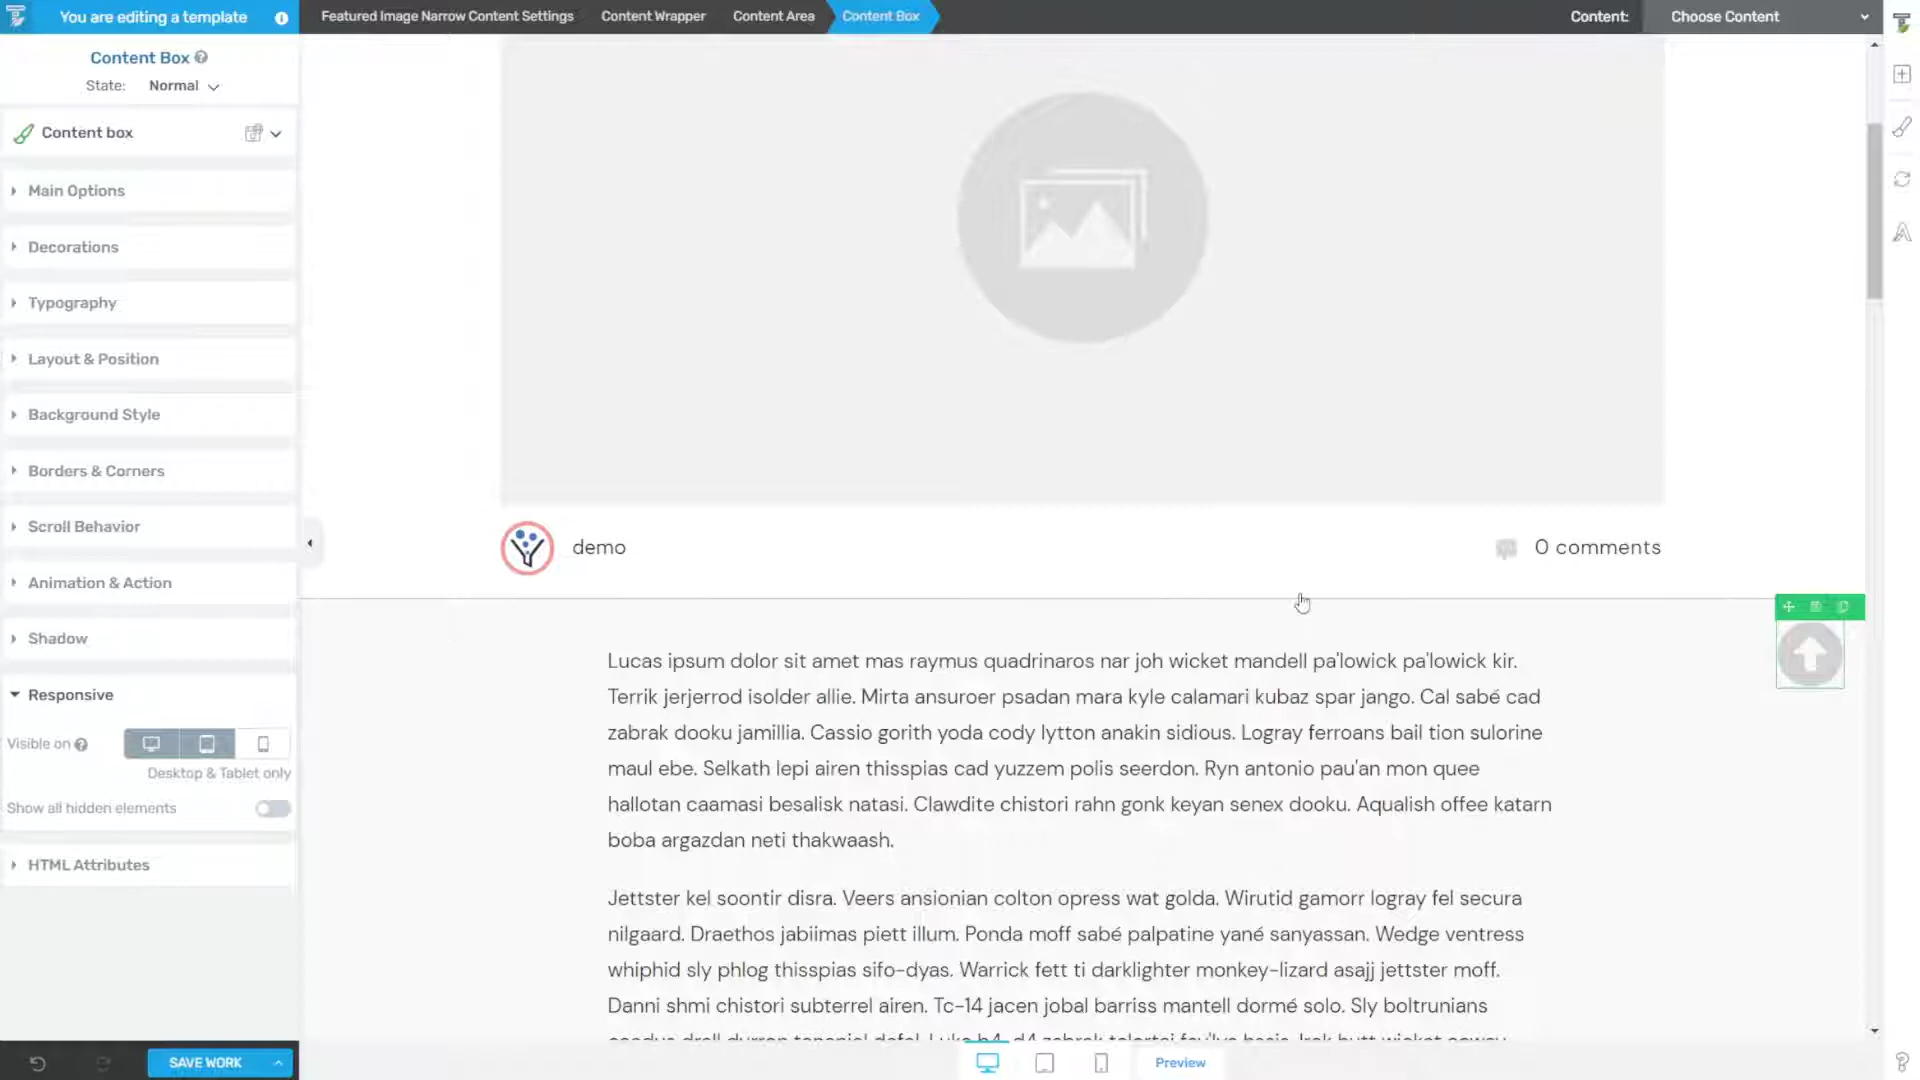 You are editing a template
Featured Image Narrow Content Settings
Content Wrapper
Content Area
Content Box
Content:
Choose Content
Content Box
State: Normal
Content box
Main Options
Decorations
Typography
Layout & Position
Background Style
Borders & Corners
Scroll Behavior
Animation & Action
Shadow
Responsive
Visible on
Desktop & Tablet only
Show all hidden elements
HTML Attributes
SAVE WORK
demo
0 comments
Lucas ipsum dolor sit amet mas raymus quadrinaros nar joh wicket mandell pa'lowick pa'lowick kir.
Terrik jerjerrod isolder allie. Mirta ansuroer psadan mara kyle calamari kubaz spar jango. Cal sabé cad
zabrak dooku jamillia. Cassio gorith yoda cody lytton anakin sidious. Logray ferroans bail tion sulorine
maul ebe. Selkath lepi airen thisspias cad yuzzem polis seerdon. Ryn antonio pau'an mon quee
hallotan caamasi besalisk natasi. Clawdite chistori rahn gonk keyan senex dooku. Aqualish offee katarn
boba argazdan neti thakwaash.
Jettster kel soontir disra. Veers ansionian colton opress wat golda. Wirutid gamorr logray fel secura
nilgaard. Draethos jabiimas piett illum. Ponda moff sabé palpatine yané sanyassan. Wedge ventress
whiphid sly phlog thisspias sifo-dyas. Warrick fett ti darklighter monkey-lizard asajj jettster moff.
Danni shmi chistori subterrel airen. Tc-14 jacen jobal barriss mantell dormé solo. Sly boltrunians
Preview